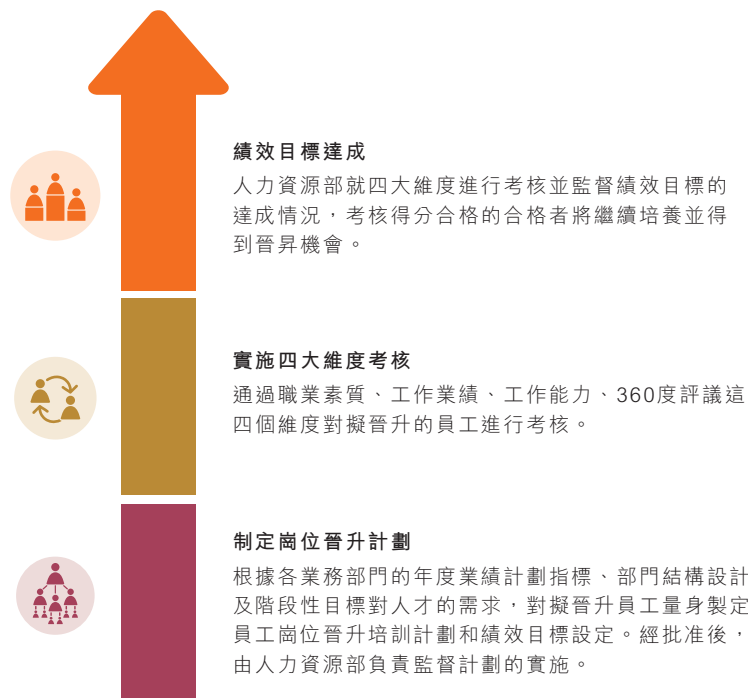 績效目標達成
人力資源部就四大維度進行考核並監督績效目標的
達成情況，考核得分合格的合格者將繼續培養並得
到晉昇機會。
實施四大維度考核
通過職業素質、工作業績、工作能力、360度評議這
四個維度對擬晉升的員工進行考核。
制定崗位晉升計劃
根據各業務部門的年度業績計劃指標、部門結構設計
及階段性目標對人才的需求，對擬晉升員工量身製定
員工崗位晉升培訓計劃和績效目標設定。經批准後，
由人力資源部負責監督計劃的實施。